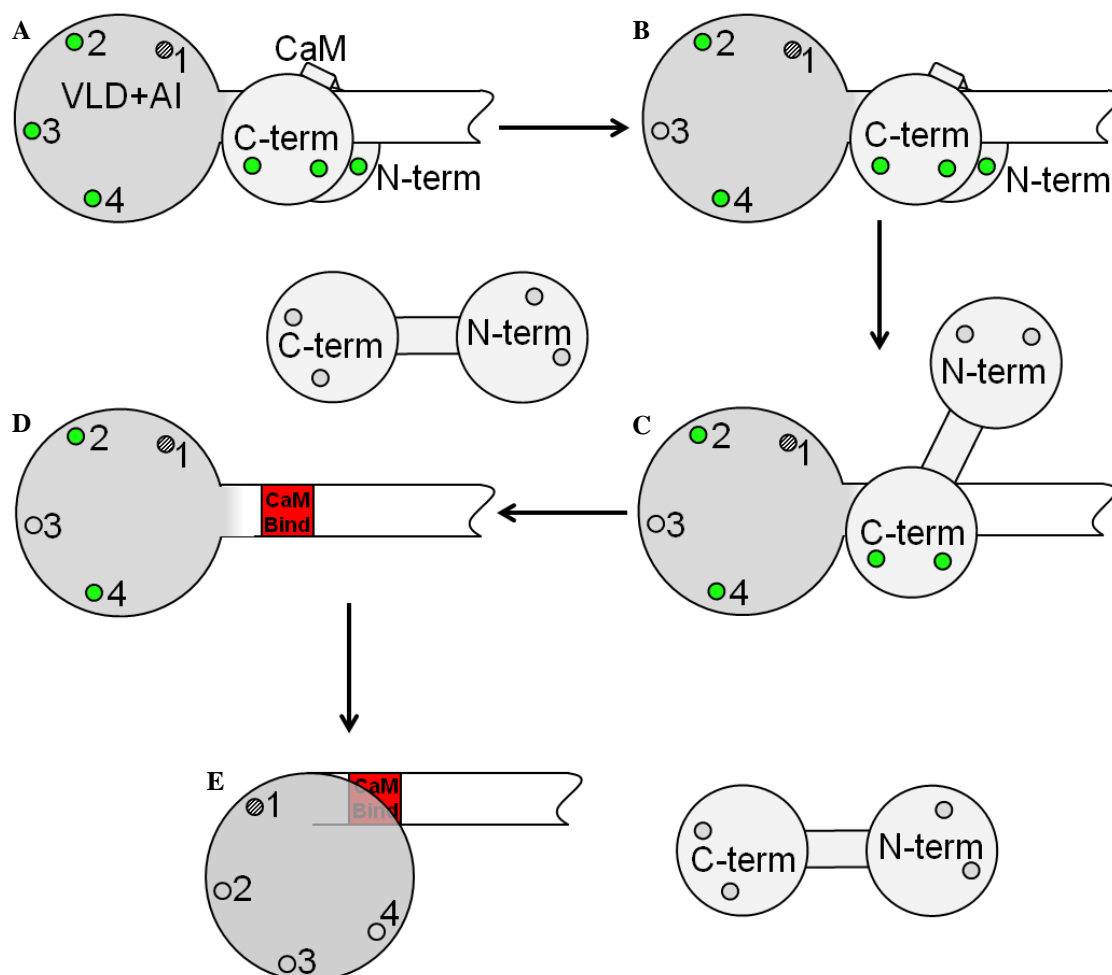 A
2
1
CaM
VLD+AI
3
C-term
N-term
4
B
2
1
3
C-term
N-term
4
C-term
N-term
D
2
1
3
CaM
Bind
4
C
2
1
N-term
3
C-term
4
E
1
CaM
Bind
2
4
3
C-term
N-term